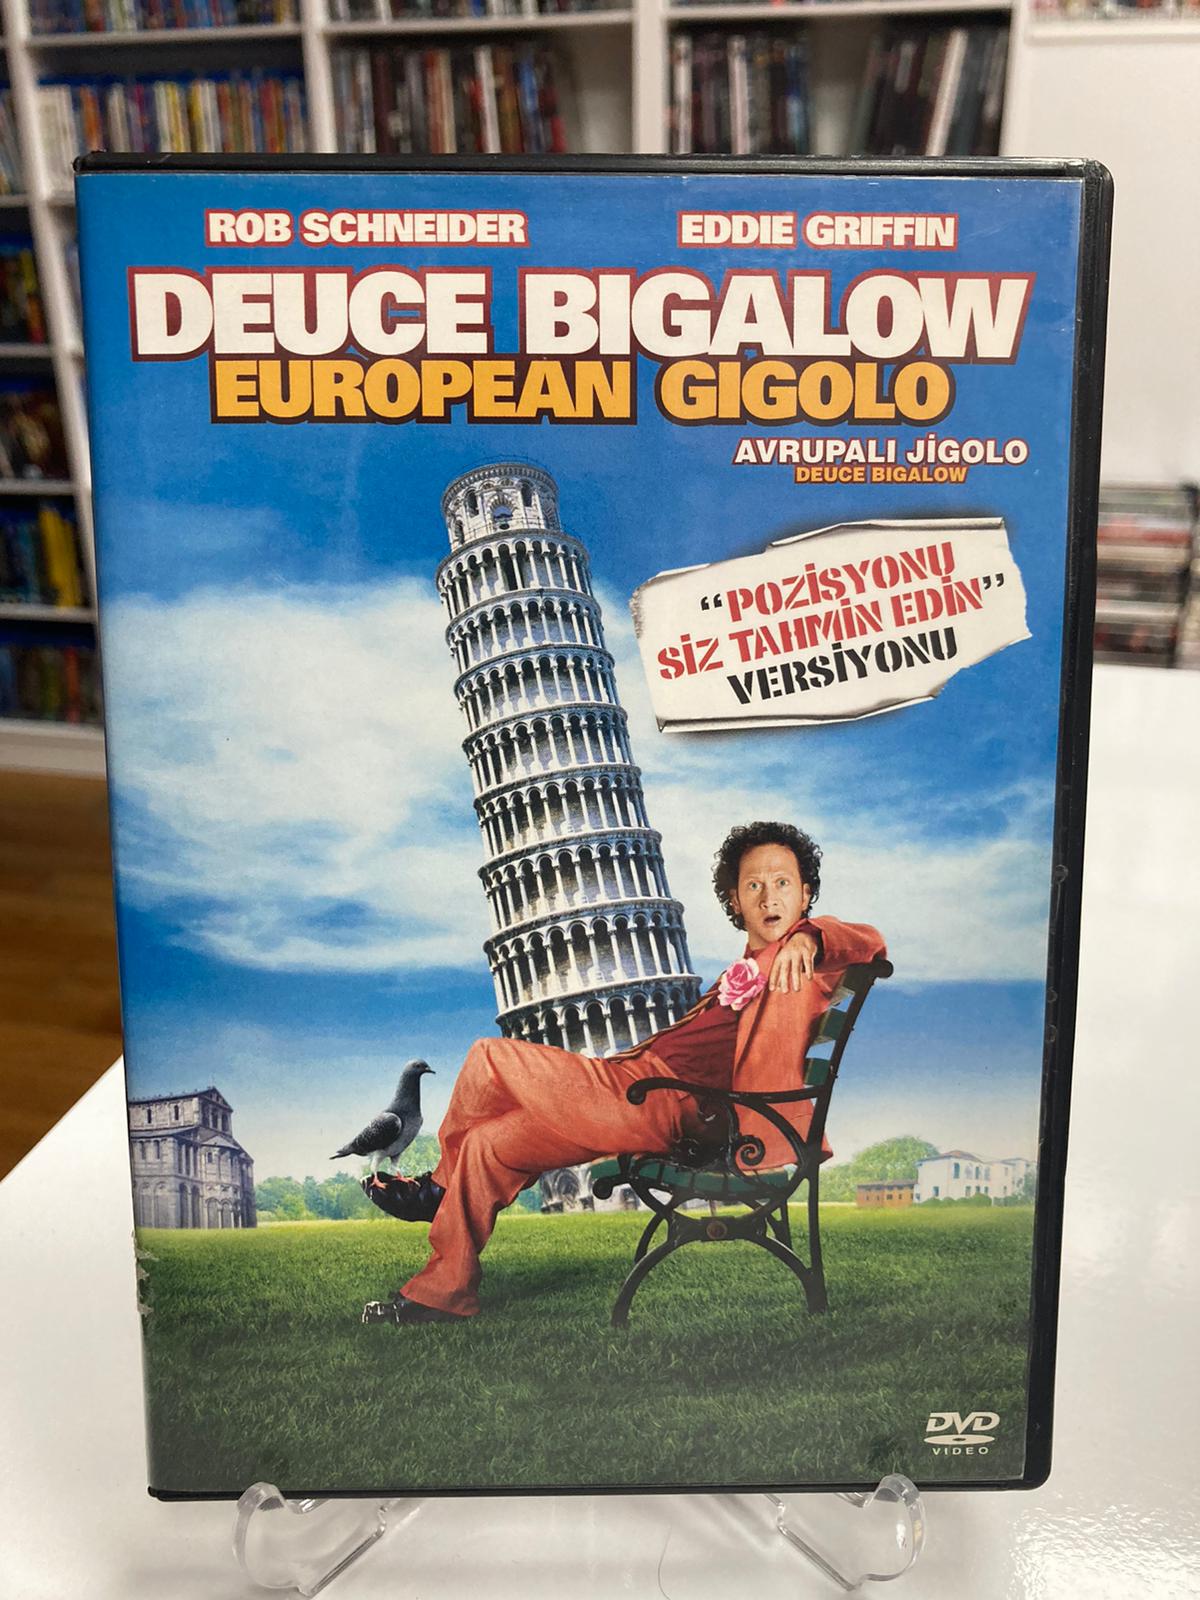 ROB SCHNEIDER EDDIE GRIFFIN
DEUCE BIGALOW
EUROPEAN GIGOLO
AVRUPALI JİGOLO
DEUCE BIGALOW
“POZİSYONU
SİZ TAHMİN EDİN”
VERSİYONU
DVD
VIDEO